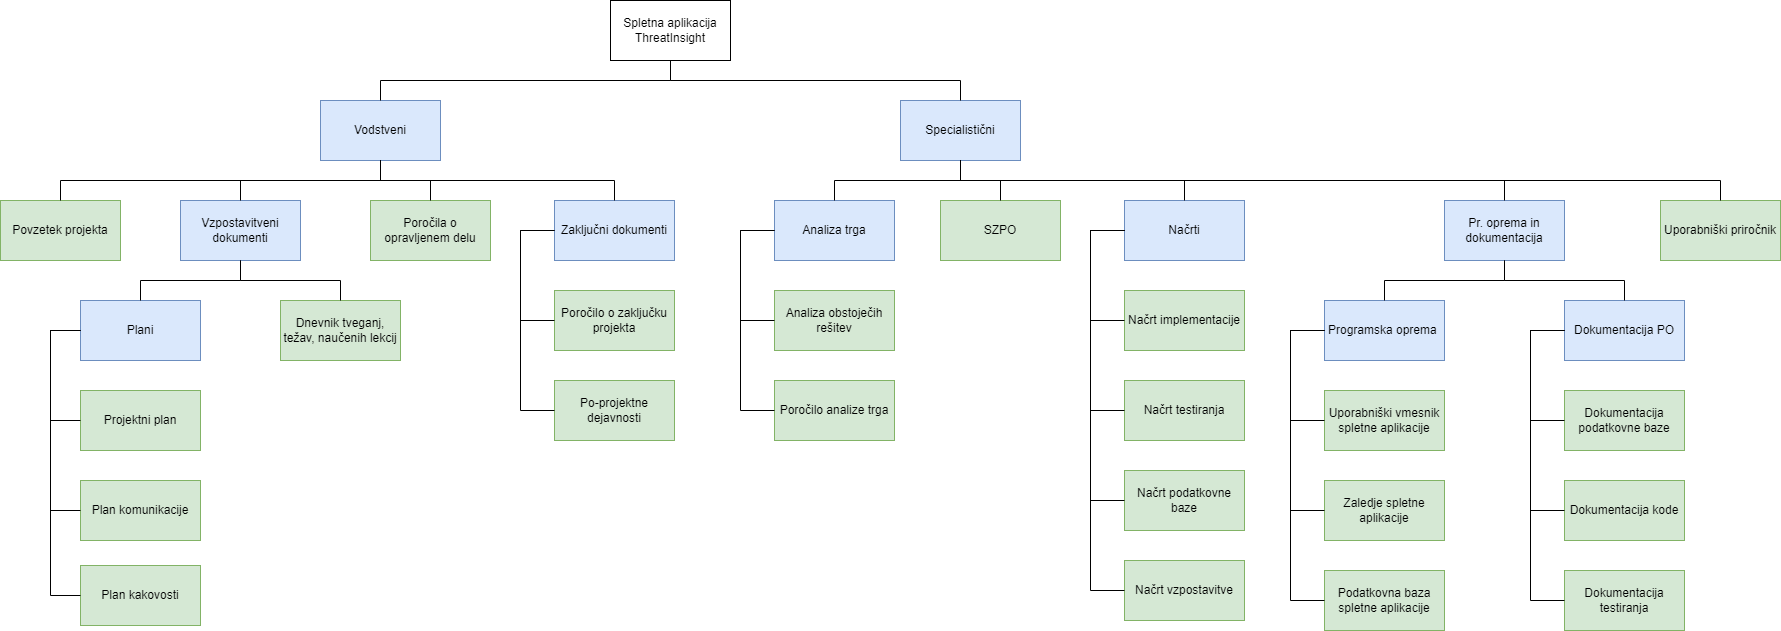 Spletna aplikacija
ThreatInsight
Vodstveni
Specialistični
Povzetek projekta
Vzpostavitveni
dokumenti
Poročila o
opravljenem delu
Zaključni dokumenti
Analiza trga
SZPO
Načrti
Pr. oprema in
dokumentacija
Uporabniški priročnik
Plani
Dnevnik tveganj,
težav, naučenih lekcij
Poročilo o zaključku
projekta
Analiza obstoječih
rešitev
Načrt implementacije
Programska oprema
Dokumentacija PO
Projektni plan
Po-projektne
dejavnosti
Poročilo analize trga
Načrt testiranja
Uporabniški vmesnik
spletne aplikacije
Dokumentacija
podatkovne baze
Plan komunikacije
Načrt podatkovne
baze
Zaledje spletne
aplikacije
Dokumentacija kode
Plan kakovosti
Načrt vzpostavitve
Podatkovna baza
spletne aplikacije
Dokumentacija
testiranja